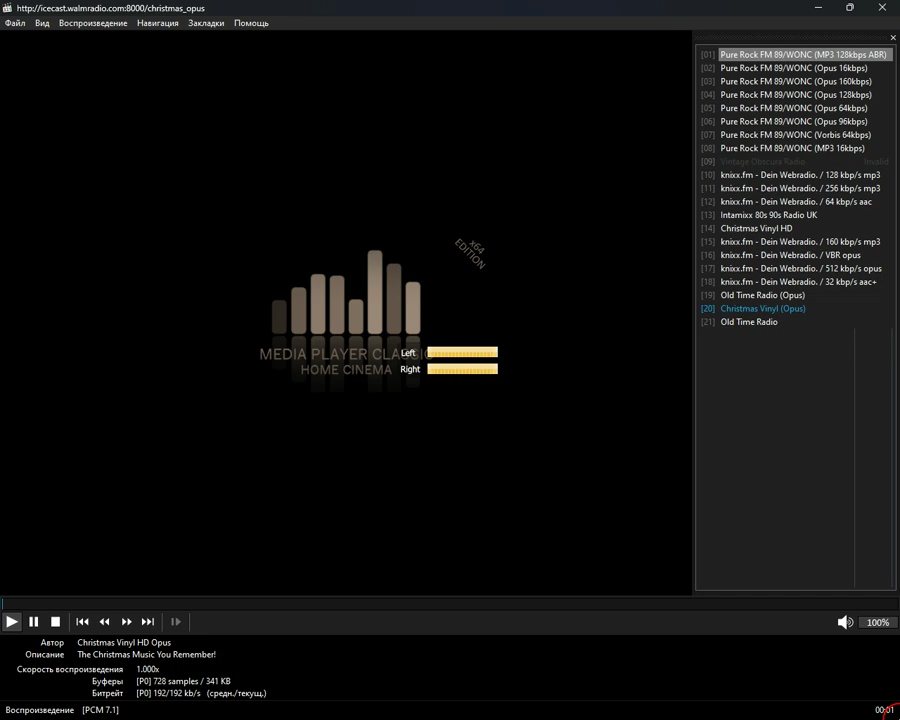 http://icecast.walmradio.com:8000/christmas_opus
Файл Вид Воспроизведение Навигация Закладки Помощь
[01] Pure Rock FM 89/WONC (MP3 128kbps ABR)
[02] Pure Rock FM 89/WONC (Opus 16kbps)
[03] Pure Rock FM 89/WONC (Opus 160kbps)
[04] Pure Rock FM 89/WONC (Opus 128kbps)
[05] Pure Rock FM 89/WONC (Opus 64kbps)
[06] Pure Rock FM 89/WONC (Opus 96kbps)
[07] Pure Rock FM 89/WONC (Vorbis 64kbps)
[08] Pure Rock FM 89/WONC (MP3 16kbps)
[09] Vintage Obscura Radio Invalid
[10] knixx.fm - Dein Webradio. / 128 kbp/s mp3
[11] knixx.fm - Dein Webradio. / 256 kbp/s mp3
[12] knixx.fm - Dein Webradio. / 64 kbp/s aac
[13] Intamixx 80s 90s Radio UK
[14] Christmas Vinyl HD
[15] knixx.fm - Dein Webradio. / 160 kbp/s mp3
[16] knixx.fm - Dein Webradio. / VBR opus
[17] knixx.fm - Dein Webradio. / 512 kbp/s opus
[18] knixx.fm - Dein Webradio. / 32 kbp/s aac+
[19] Old Time Radio (Opus)
[20] Christmas Vinyl (Opus)
[21] Old Time Radio
x64
EDITION
MEDIA PLAYER CLASSIC
HOME CINEMA
Left
Right
100%
Автор Christmas Vinyl HD Opus
Описание The Christmas Music You Remember!
Скорость воспроизведения 1.000x
Буферы [P0] 728 samples / 341 KB
Битрейт [P0] 192/192 kb/s (средн./текущ.)
Воспроизведение [PCM 7.1]
00:01